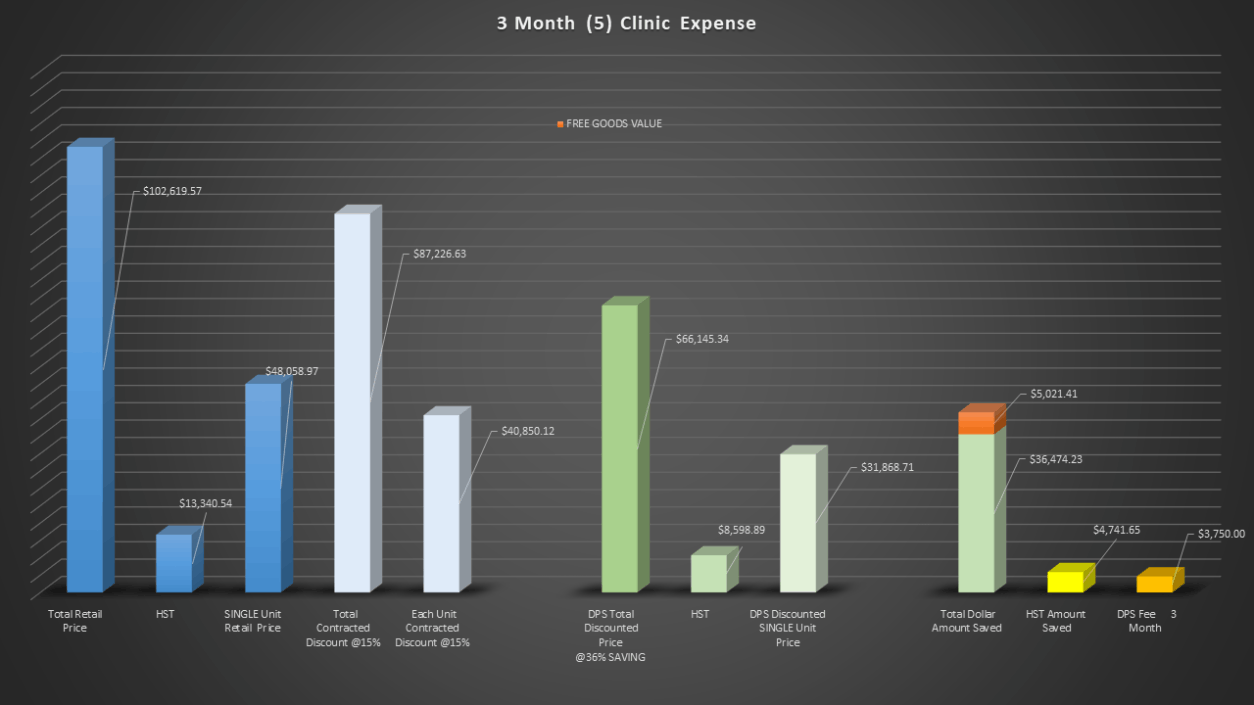 3 Month (5) Clinic Expense
FREE GOODS VALUE
$102,619.57
$13,340.54
$48,058.97
$87,226.63
$40,850.12
$66,145.34
$8,598.89
$31,868.71
$5,021.41
$36,474.23
$4,741.65
$3,750.00
Total Retail
Price
HST
SINGLE Unit
Retail Price
Total
Contracted
Discount @15%
Each Unit
Contracted
Discount @15%
DPS Total
Discounted
Price
@36% SAVING
HST
DPS Discounted
SINGLE Unit
Price
Total Dollar
Amount Saved
HST Amount
Saved
DPS Fee 3
Month